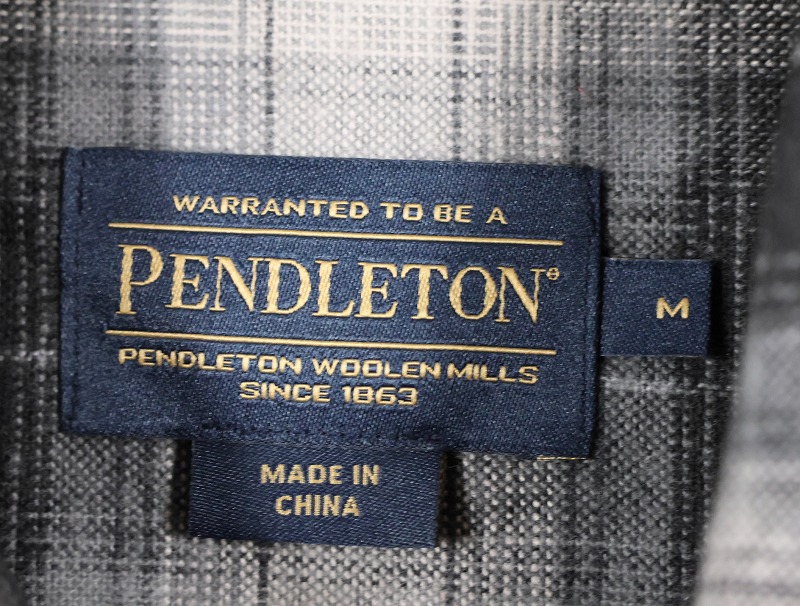 WARRANTED TO BE A
PENDLETON®
M
PENDLETON WOOLEN MILLS
SINCE 1863
MADE IN
CHINA